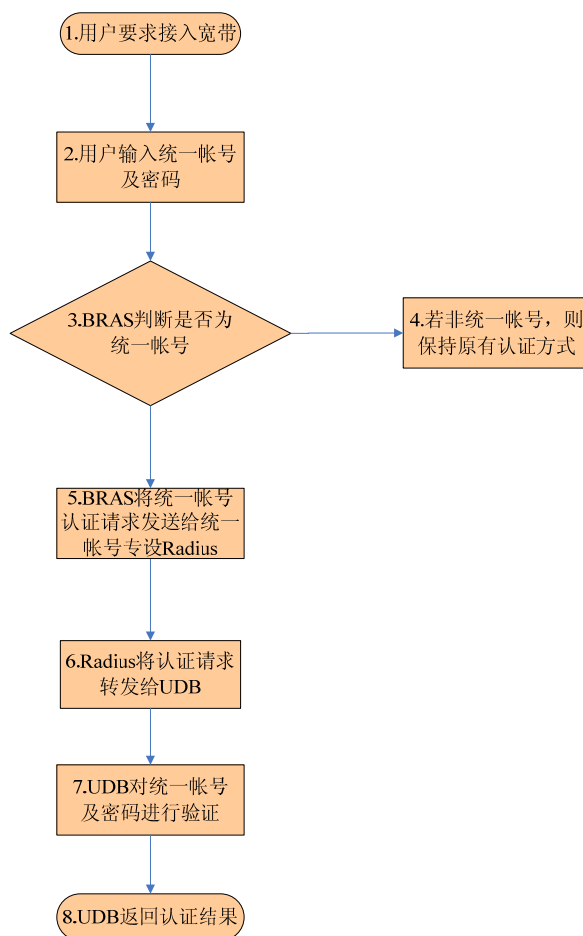 1.用户要求接入宽带
2.用户输入统一帐号
及密码
3.BRAS判断是否为
统一帐号
4.若非统一帐号，则
保持原有认证方式
5.BRAS将统一帐号
认证请求发送给统一
帐号专设Radius
6.Radius将认证请求
转发给UDB
7.UDB对统一帐号
及密码进行验证
8.UDB返回认证结果